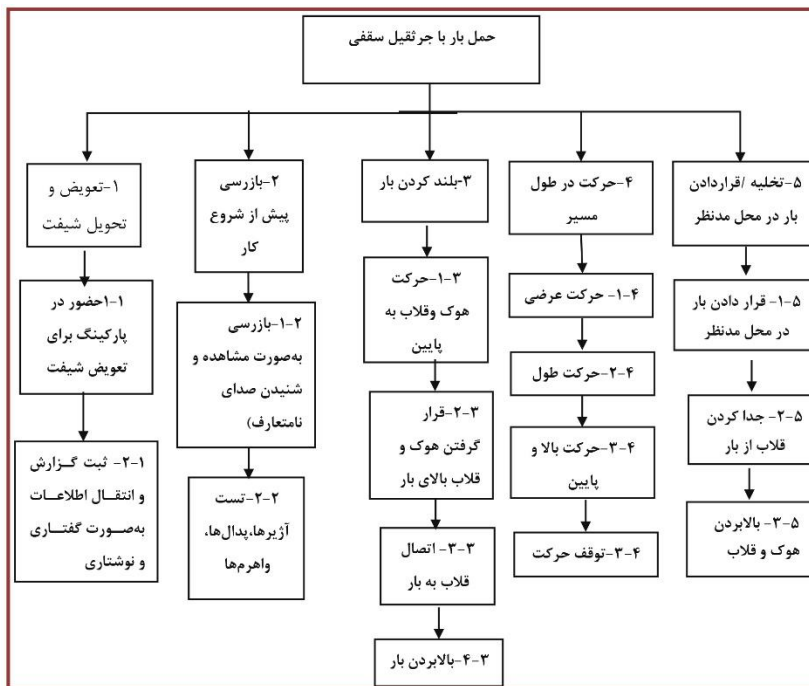 حمل بار با جرثقیل سقفی
۱-تعویض و
تحویل شیفت
۱-۱حضور در
پارکینگ برای
تعویض شیفت
۲-۱- ثبت گـزارش
و انتقـال اطلاعـات
به‌صـورت گفتـاری
و نوشتاری
۲-بازرسی
پیش از شروع
کار
۱-۲-بازرسی
به‌صورت مشاهده و
شنیدن صدای
نامتعارف)
۲-۲-تست
آژیرها،پدال‌ها،
واهرم‌ها
۳-بلند کردن بار
۱-۳-حرکت
هوک وقلاب به
پایین
۲-۳-قرار
گرفتن هوک و
قلاب بالای بار
۳-۳- اتصال
قلاب به بار
۴-۳-بالابردن بار
۴-حرکت در طول
مسیر
۱-۴- حرکت عرضی
۲-۴-حرکت طول
۳-۴-حرکت بالا و
پایین
۳-۴-توقف حرکت
۵-تخلیه /قراردادن
بار در محل مدنظر
۱-۵- قرار دادن بار
در محل مدنظر
۲-۵- جدا کردن
قلاب از بار
۳-۵- بالابردن
هوک و قلاب